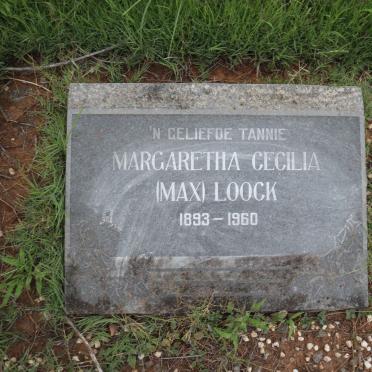 'N GELIEFDE TANNIE
MARGARETHA CECILIA
(MAX) LOOCK
1893 – 1960